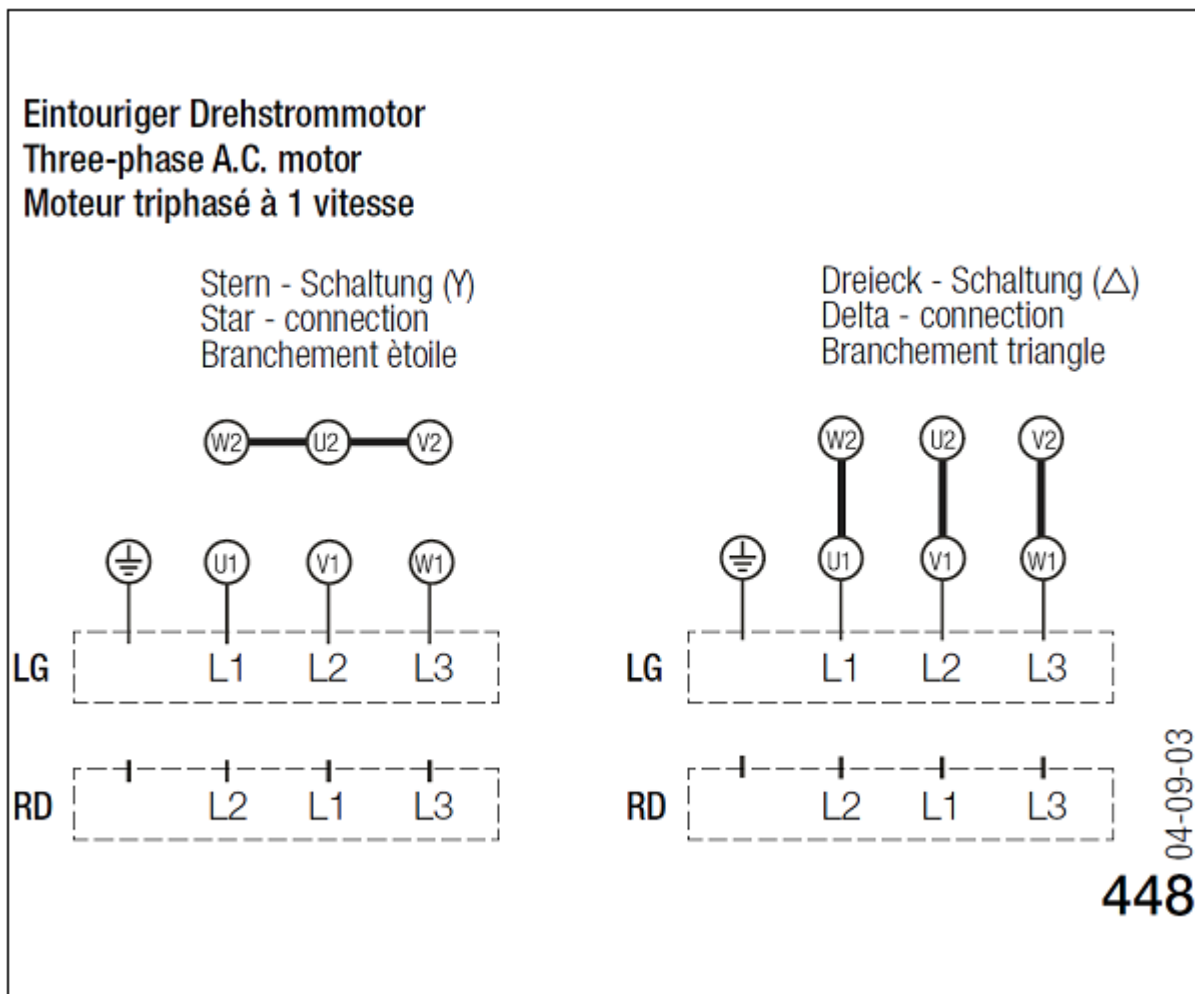 Eintouriger Drehstrommotor
Three-phase A.C. motor
Moteur triphasé à 1 vitesse
Stern - Schaltung (Y)
Star - connection
Branchement ètoile
W2 U2 V2
U1 V1 W1
LG L1 L2 L3
RD L2 L1 L3
Dreieck - Schaltung (△)
Delta - connection
Branchement triangle
W2 U2 V2
U1 V1 W1
LG L1 L2 L3
RD L2 L1 L3
04-09-03
448